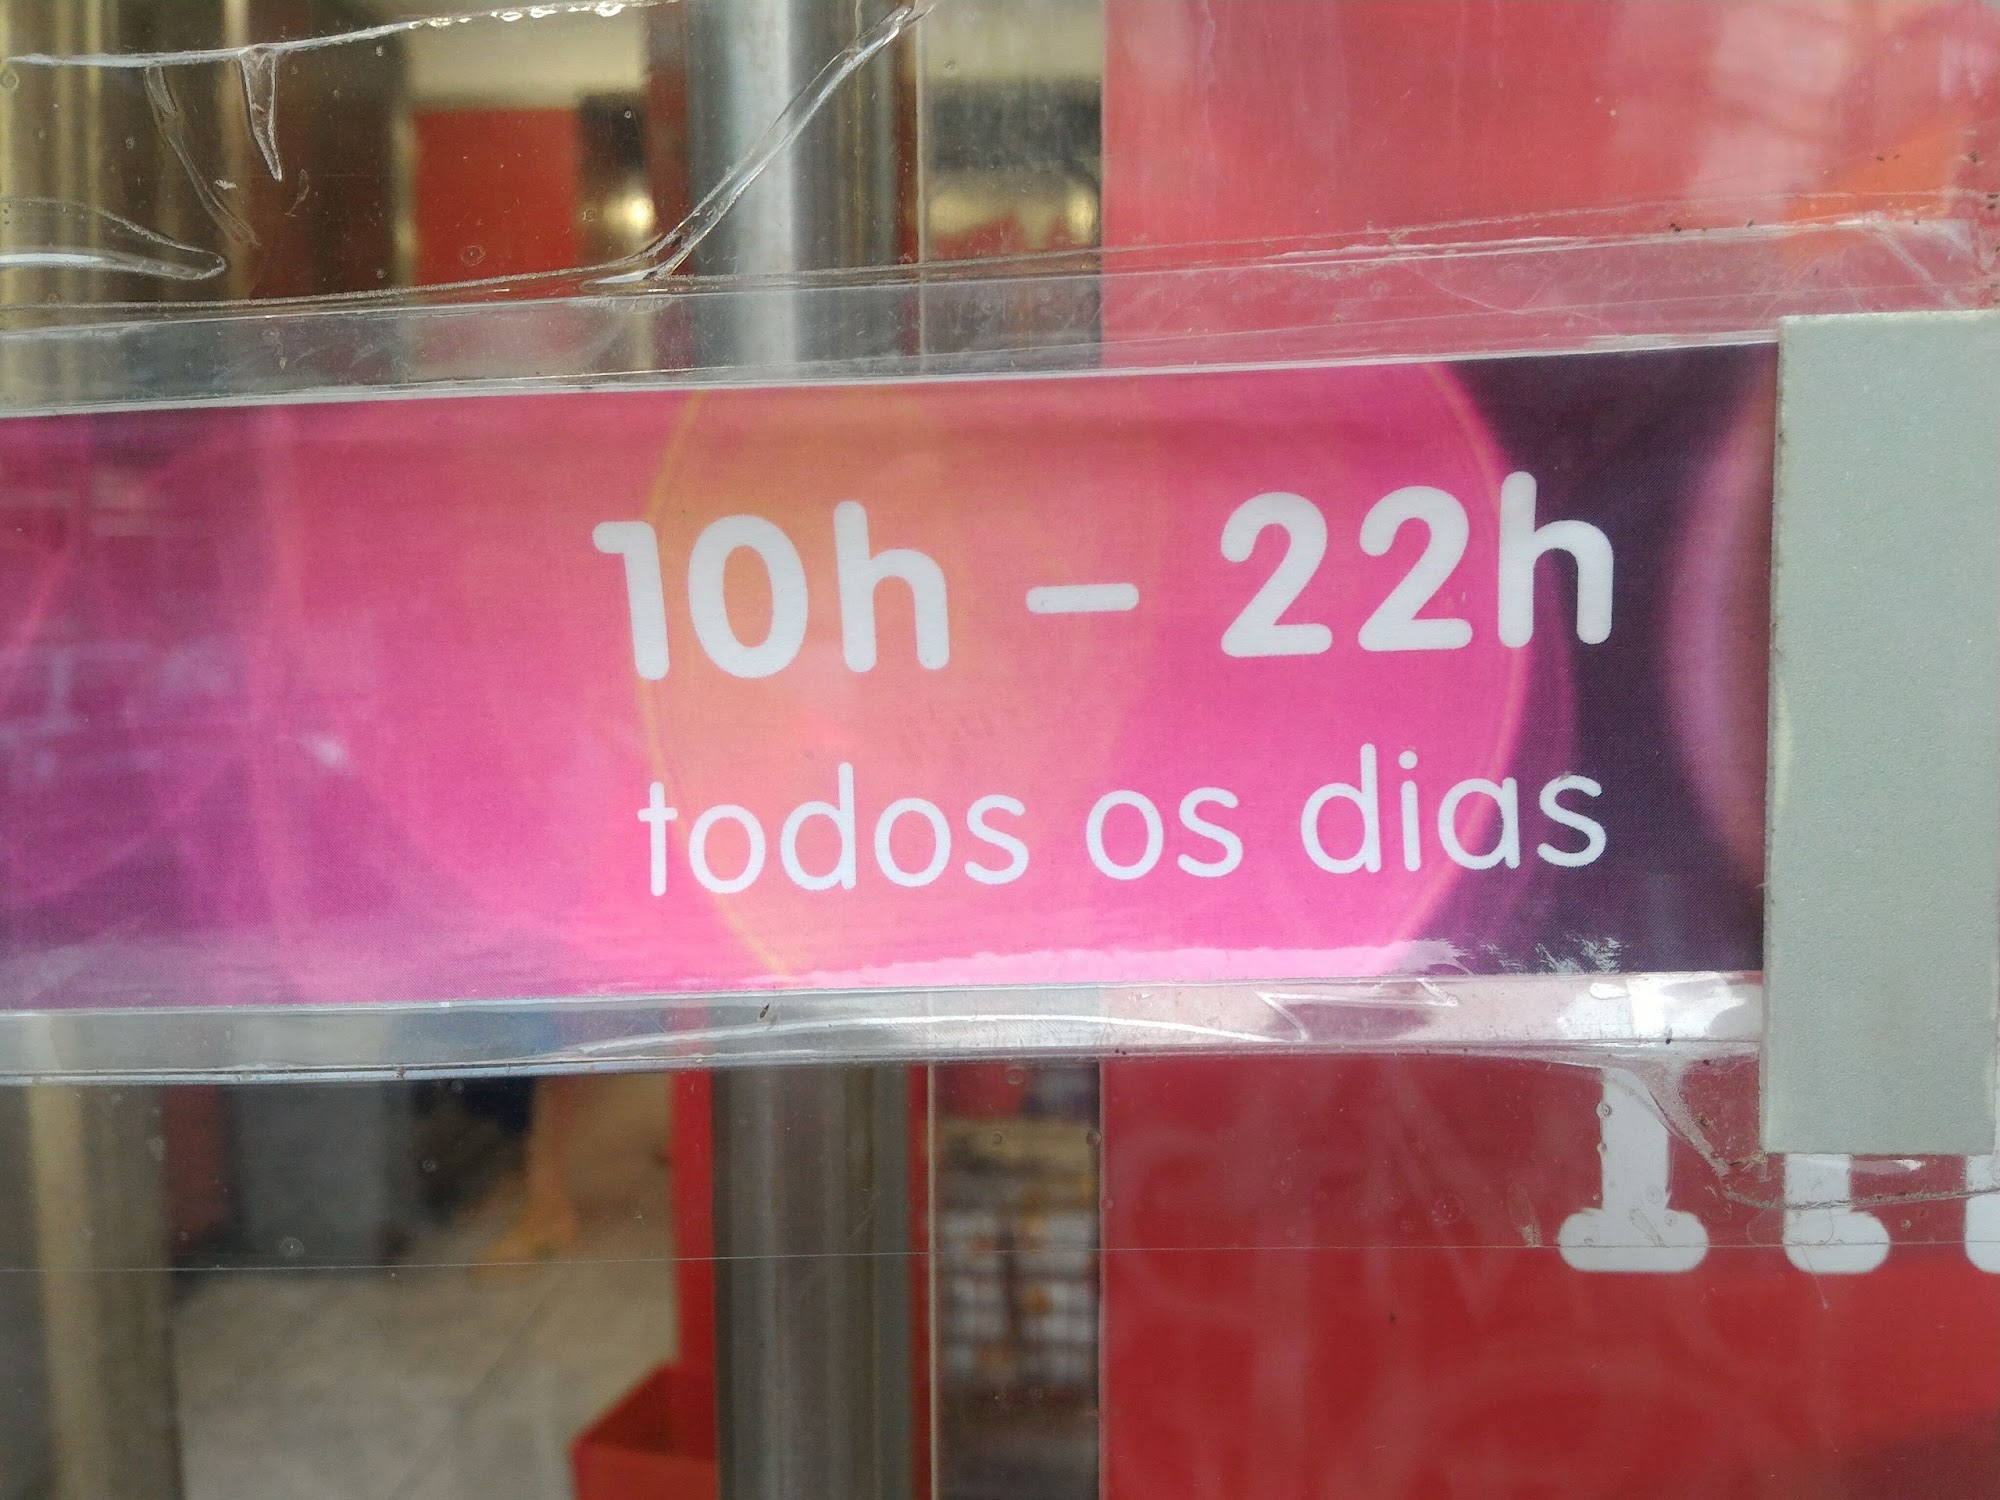 10h – 22h
todos os dias